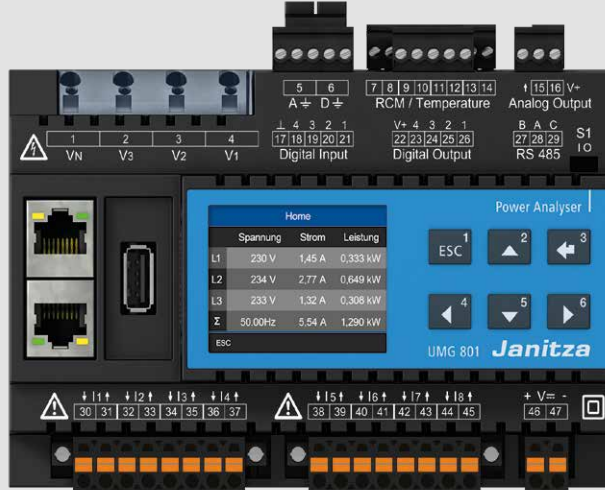 5 6
A ⏚ D ⏚
7 8 9 10 11 12 13 14
RCM / Temperature
↑ 15 16 V+
Analog Output
1 2 3 4
VN V3 V2 V1
⊥ 4 3 2 1
17 18 19 20 21
Digital Input
V+ 4 3 2 1
22 23 24 25 26
Digital Output
B A C
27 28 29
RS 485
S1
I O
Power Analyser
Home
Spannung Strom Leistung
L1 230 V 1,45 A 0,333 kW
L2 234 V 2,77 A 0,649 kW
L3 233 V 1,32 A 0,308 kW
Σ 50.00Hz 5,54 A 1,290 kW
ESC
ESC 1
2
3
4
5
6
UMG 801 Janitza
↓ I1 ↑ ↓ I2 ↑ ↓ I3 ↑ ↓ I4 ↑
30 31 32 33 34 35 36 37
↓ I5 ↑ ↓ I6 ↑ ↓ I7 ↑ ↓ I8 ↑
38 39 40 41 42 43 44 45
+ V= -
46 47